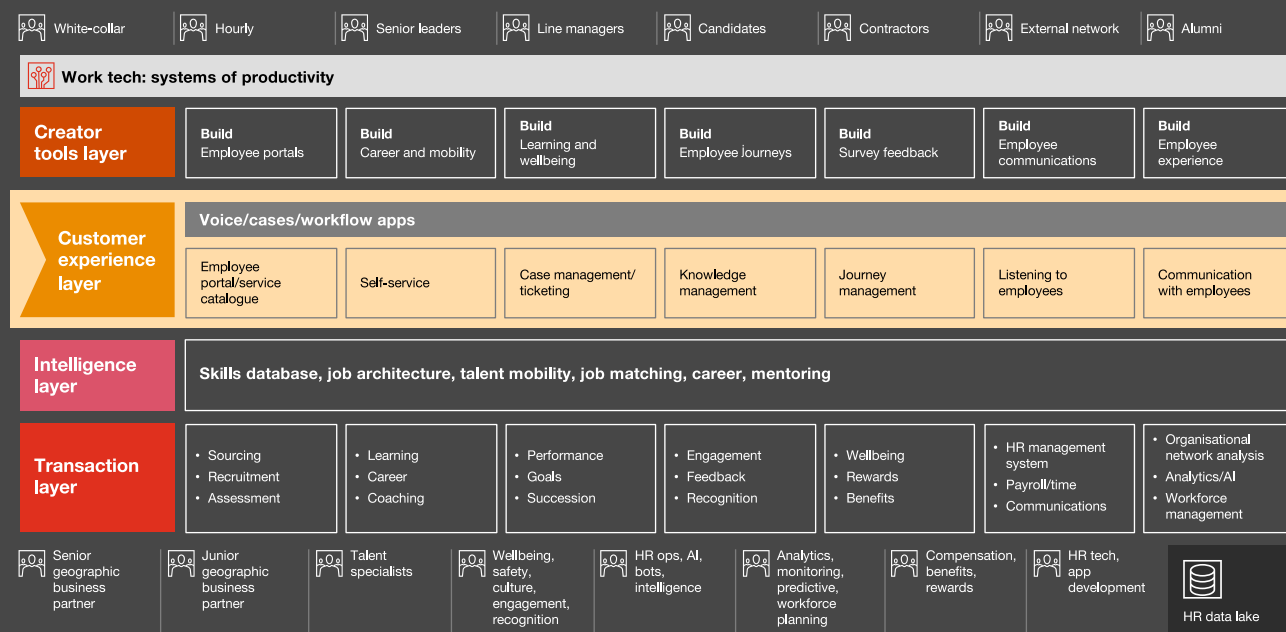 White-collar
Hourly
Senior leaders
Line managers
Candidates
Contractors
External network
Alumni
Work tech: systems of productivity
Creator
tools layer
Build
Employee portals
Build
Career and mobility
Build
Learning and
wellbeing
Build
Employee journeys
Build
Survey feedback
Build
Employee
communications
Build
Employee
experience
Customer
experience
layer
Voice/cases/workflow apps
Employee
portal/service
catalogue
Self-service
Case management/
ticketing
Knowledge
management
Journey
management
Listening to
employees
Communication
with employees
Intelligence
layer
Skills database, job architecture, talent mobility, job matching, career, mentoring
Transaction
layer
• Sourcing
• Recruitment
• Assessment
• Learning
• Career
• Coaching
• Performance
• Goals
• Succession
• Engagement
• Feedback
• Recognition
• Wellbeing
• Rewards
• Benefits
• HR management
system
• Payroll/time
• Communications
• Organisational
network analysis
• Analytics/AI
• Workforce
management
Senior
geographic
business
partner
Junior
geographic
business
partner
Talent
specialists
Wellbeing,
safety,
culture,
engagement,
recognition
HR ops, AI,
bots,
intelligence
Analytics,
monitoring,
predictive,
workforce
planning
Compensation,
benefits,
rewards
HR tech,
app
development
HR data lake